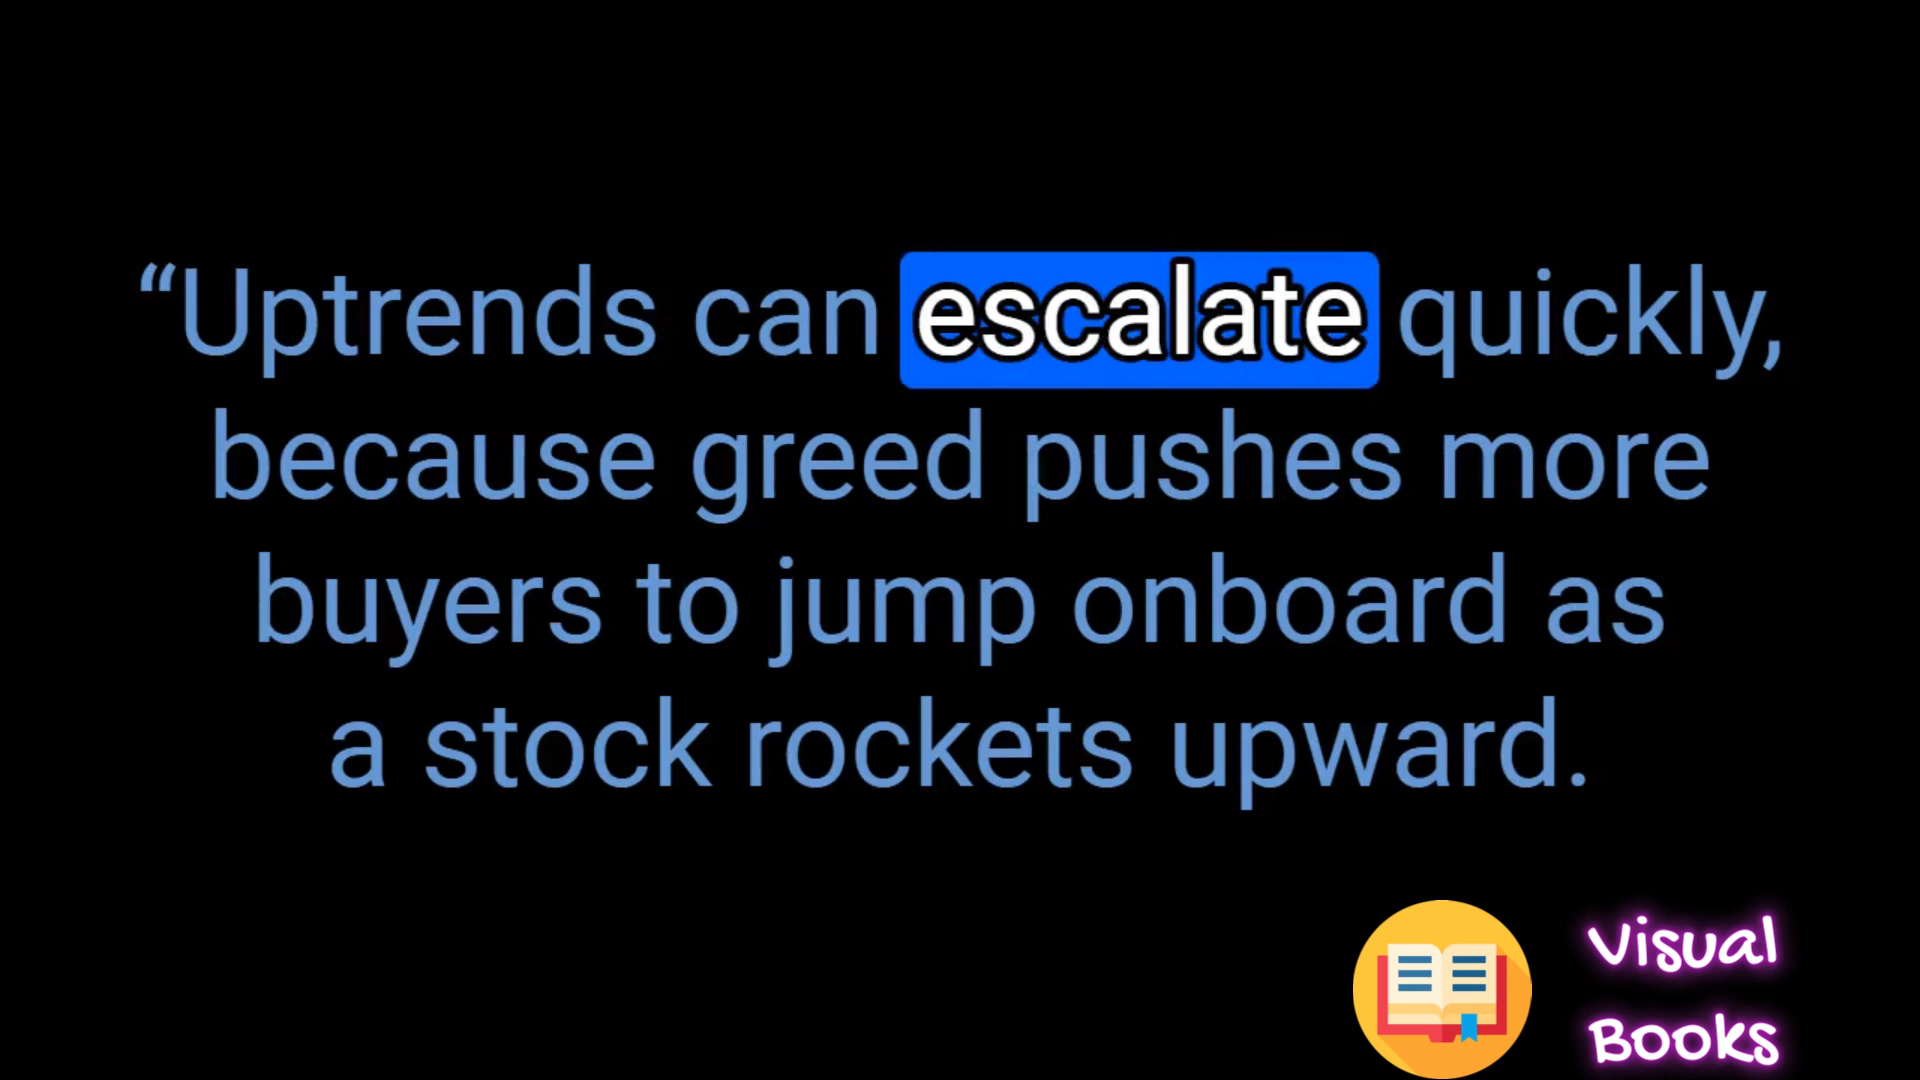 “Uptrends can escalate quickly,
because greed pushes more
buyers to jump onboard as
a stock rockets upward.
Visual
Books